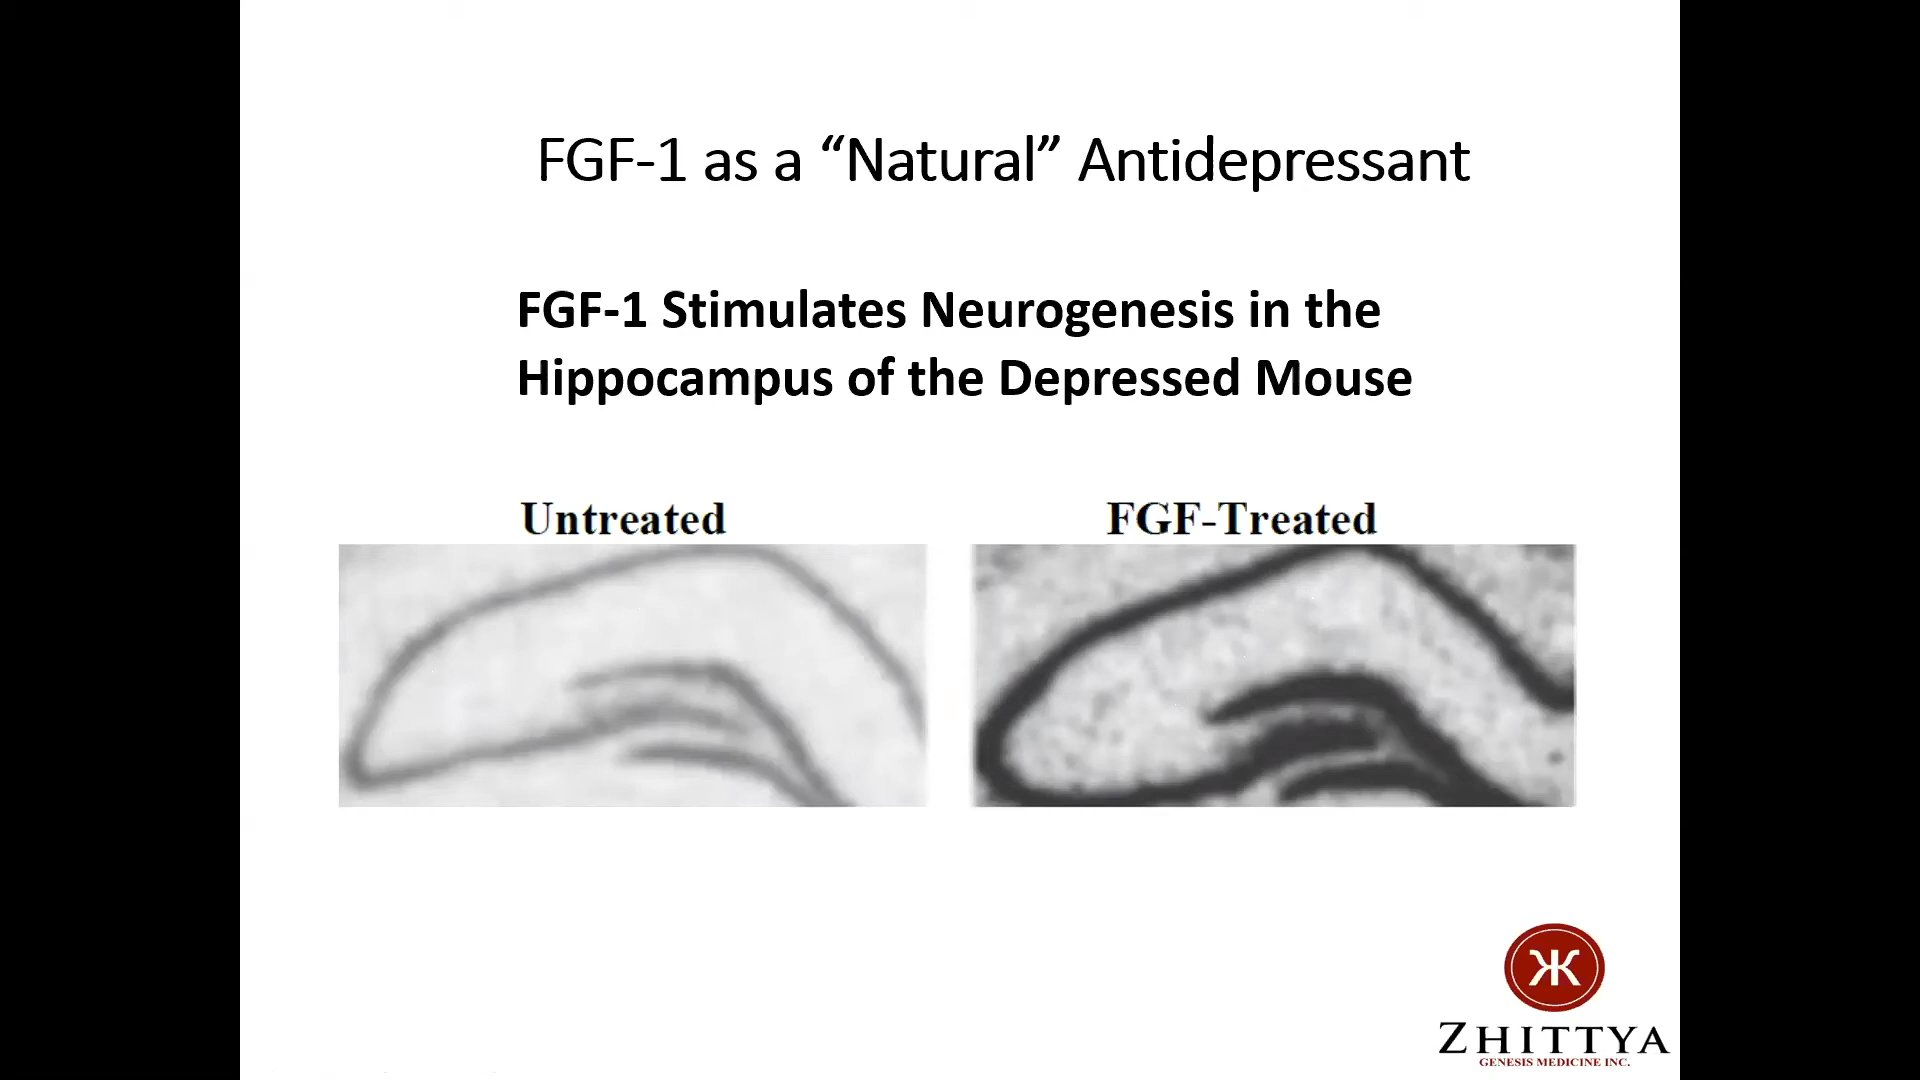 FGF-1 as a “Natural” Antidepressant
FGF-1 Stimulates Neurogenesis in the
Hippocampus of the Depressed Mouse
Untreated
FGF-Treated
Ж
ZHITTYA
GENESIS MEDICINE INC.